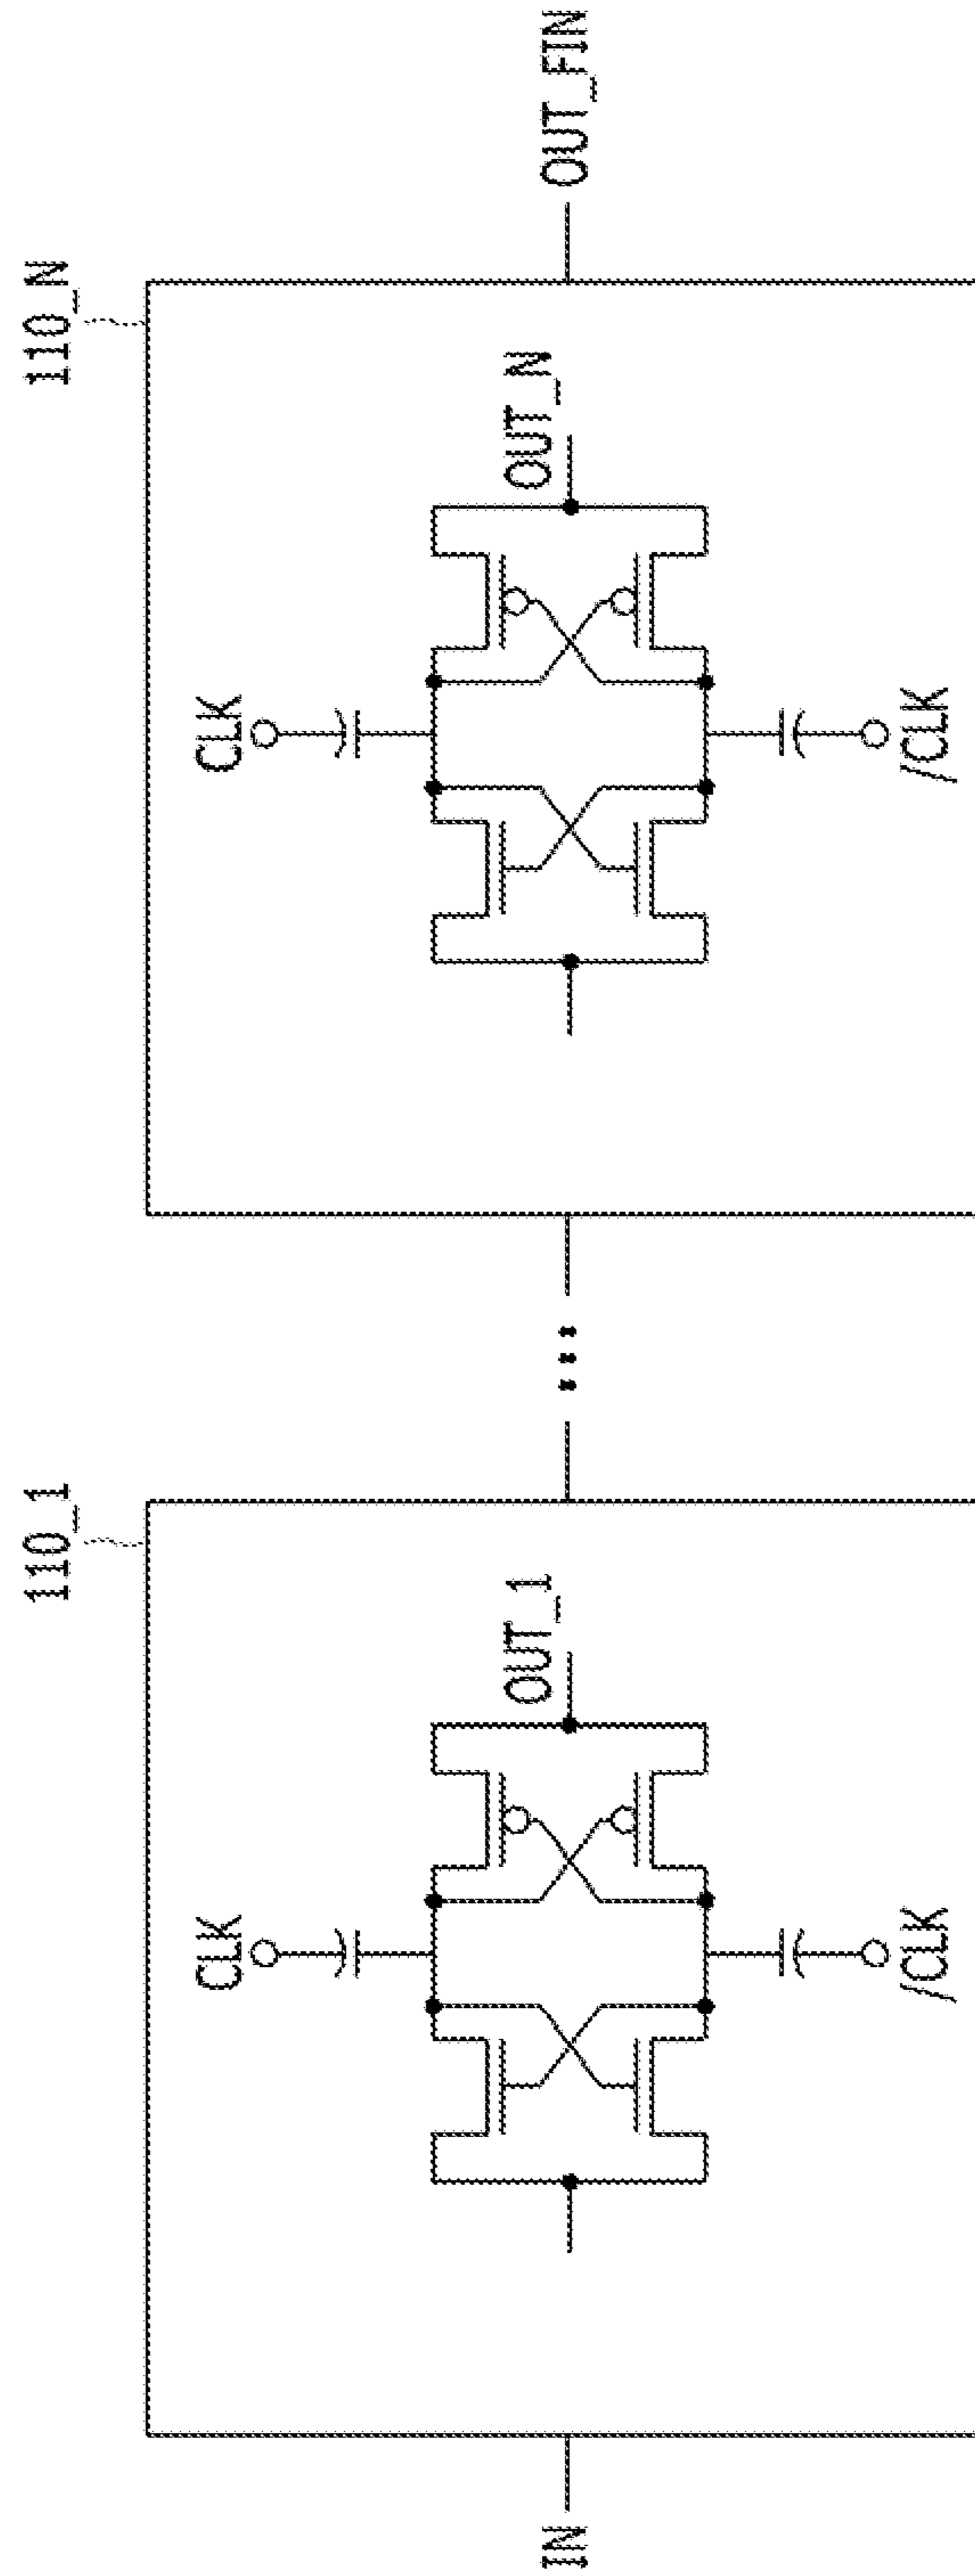 110_1
110_N
CLK
CLK
IN
OUT_1
OUT_N
OUT_FIN
/CLK
/CLK